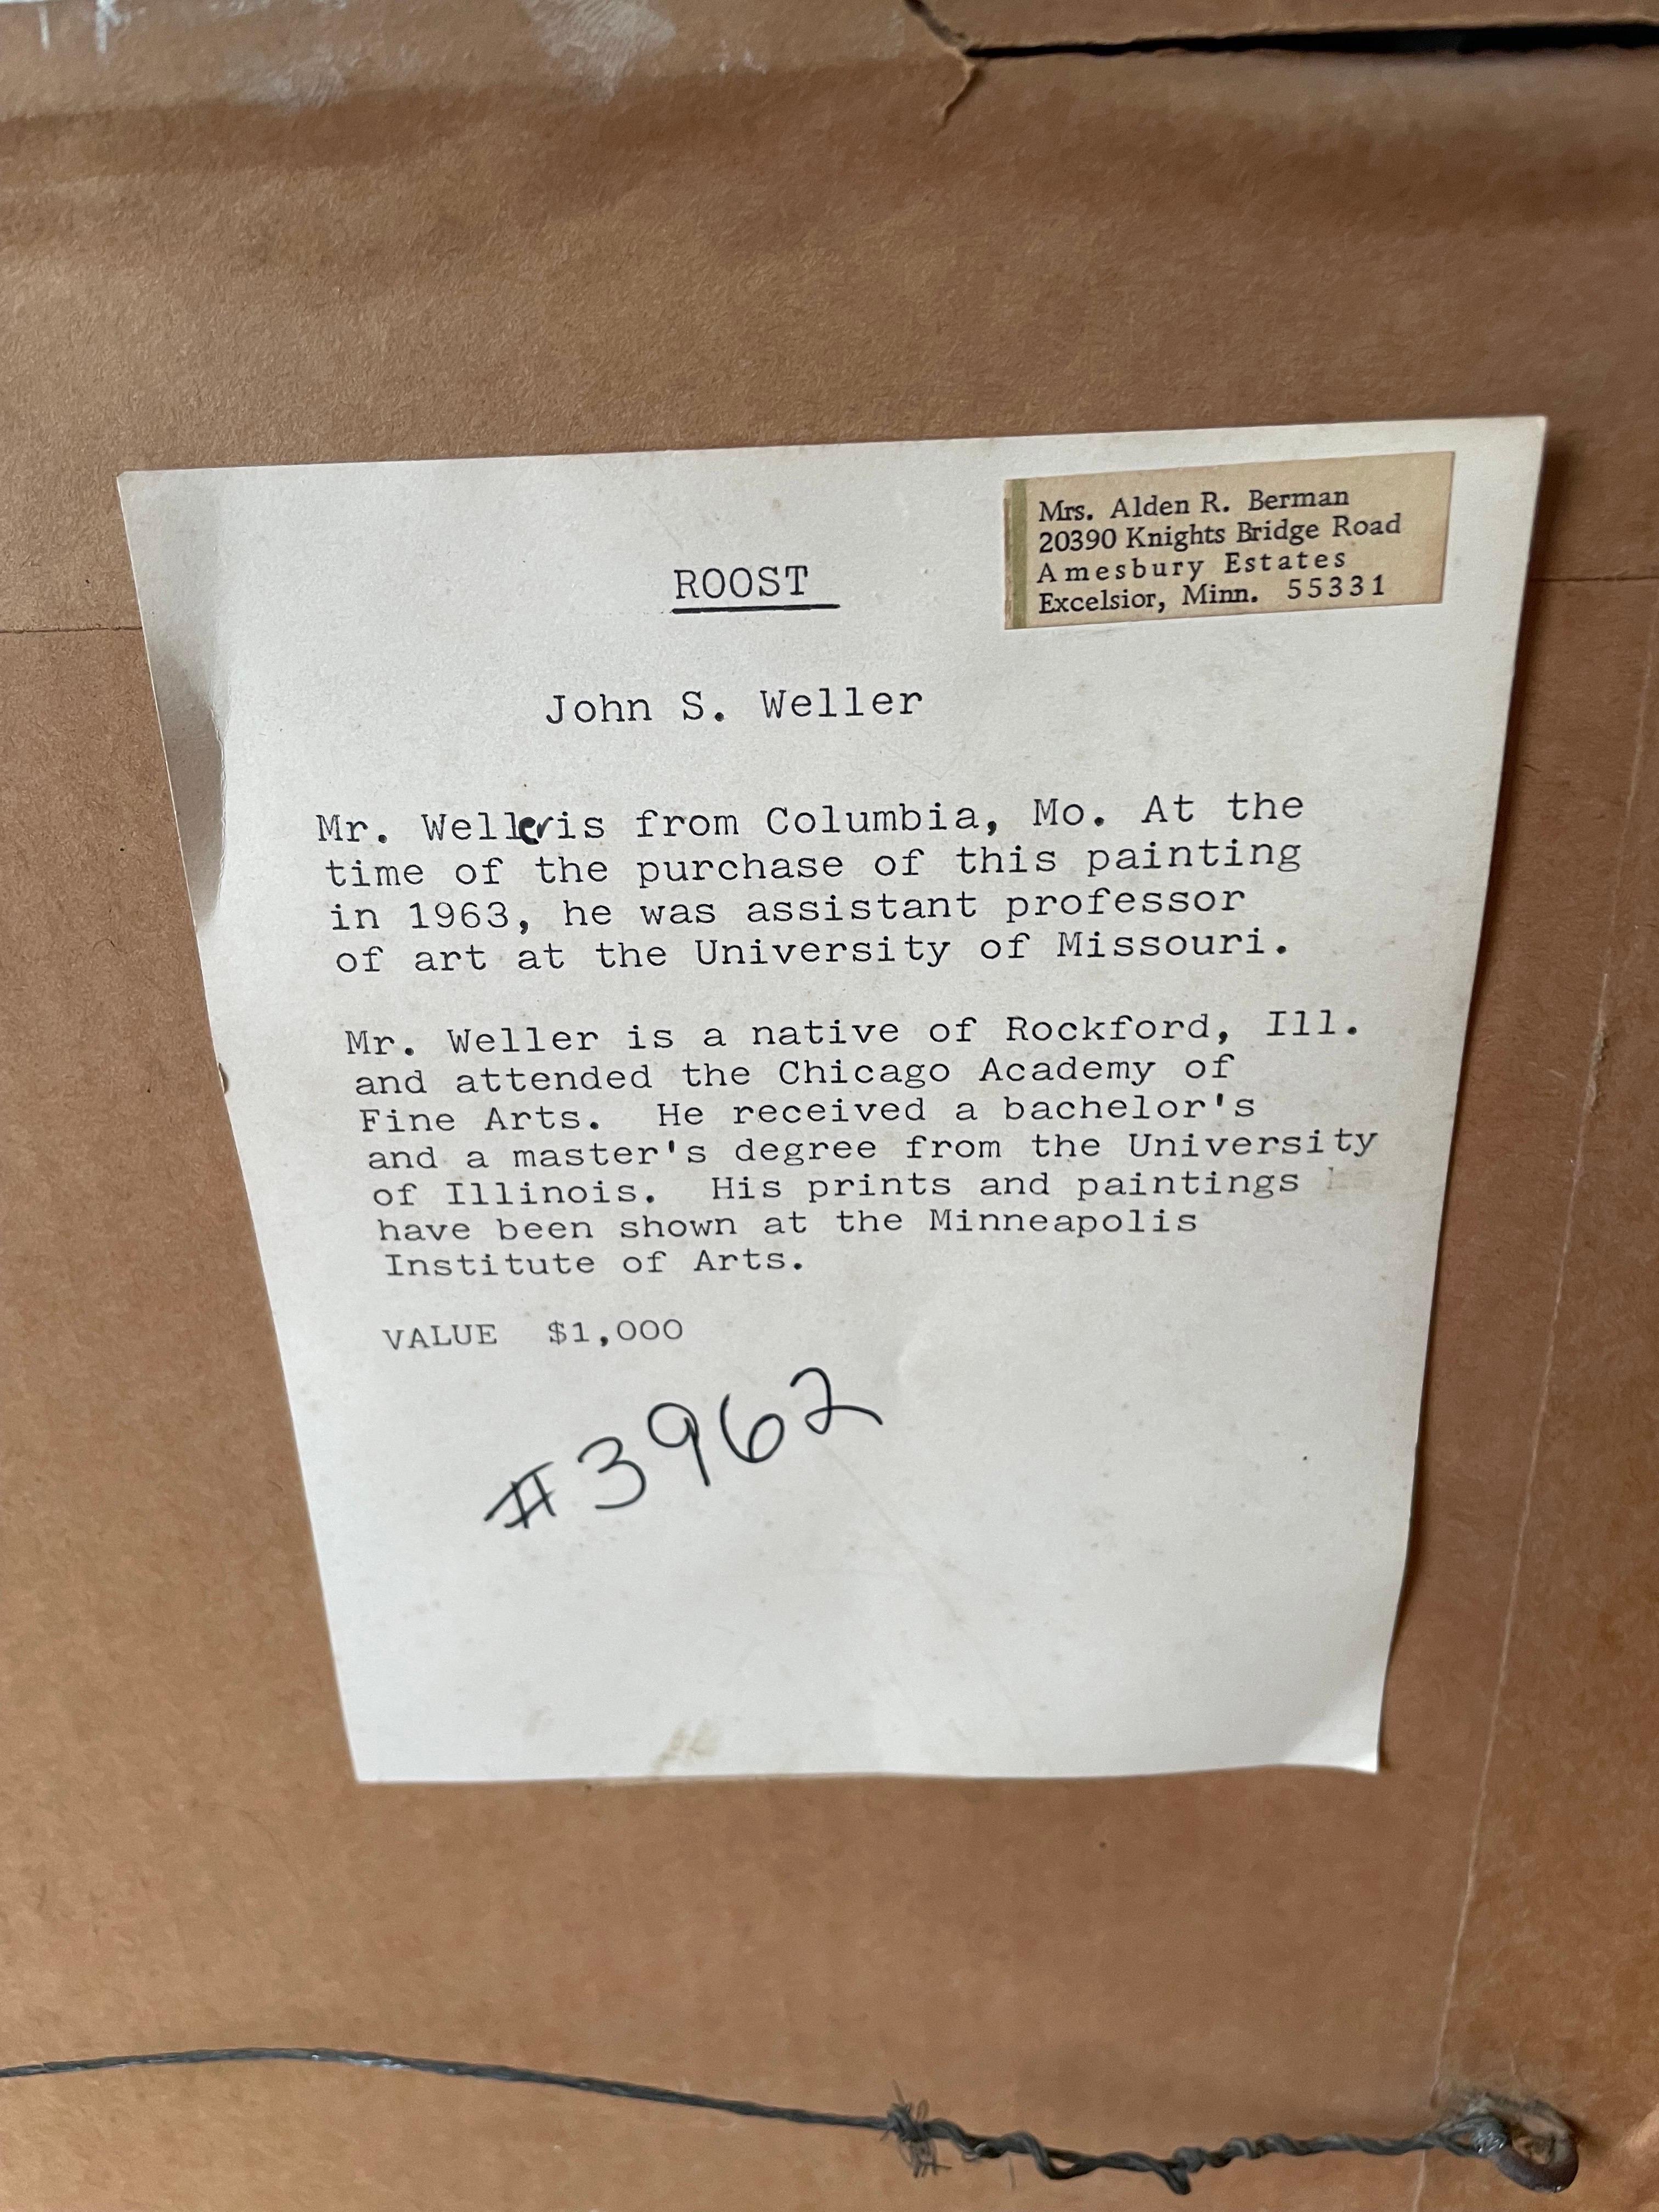 Mrs. Alden R. Berman
20390 Knights Bridge Road
Amesbury Estates
Excelsior, Minn. 55331
ROOST
John S. Weller
Mr. Weller is from Columbia, Mo. At the
time of the purchase of this painting
in 1963, he was assistant professor
of art at the University of Missouri.
Mr. Weller is a native of Rockford, Ill.
and attended the Chicago Academy of
Fine Arts. He received a bachelor's
and a master's degree from the University
of Illinois. His prints and paintings
have been shown at the Minneapolis
Institute of Arts.
VALUE $1,000
#3962